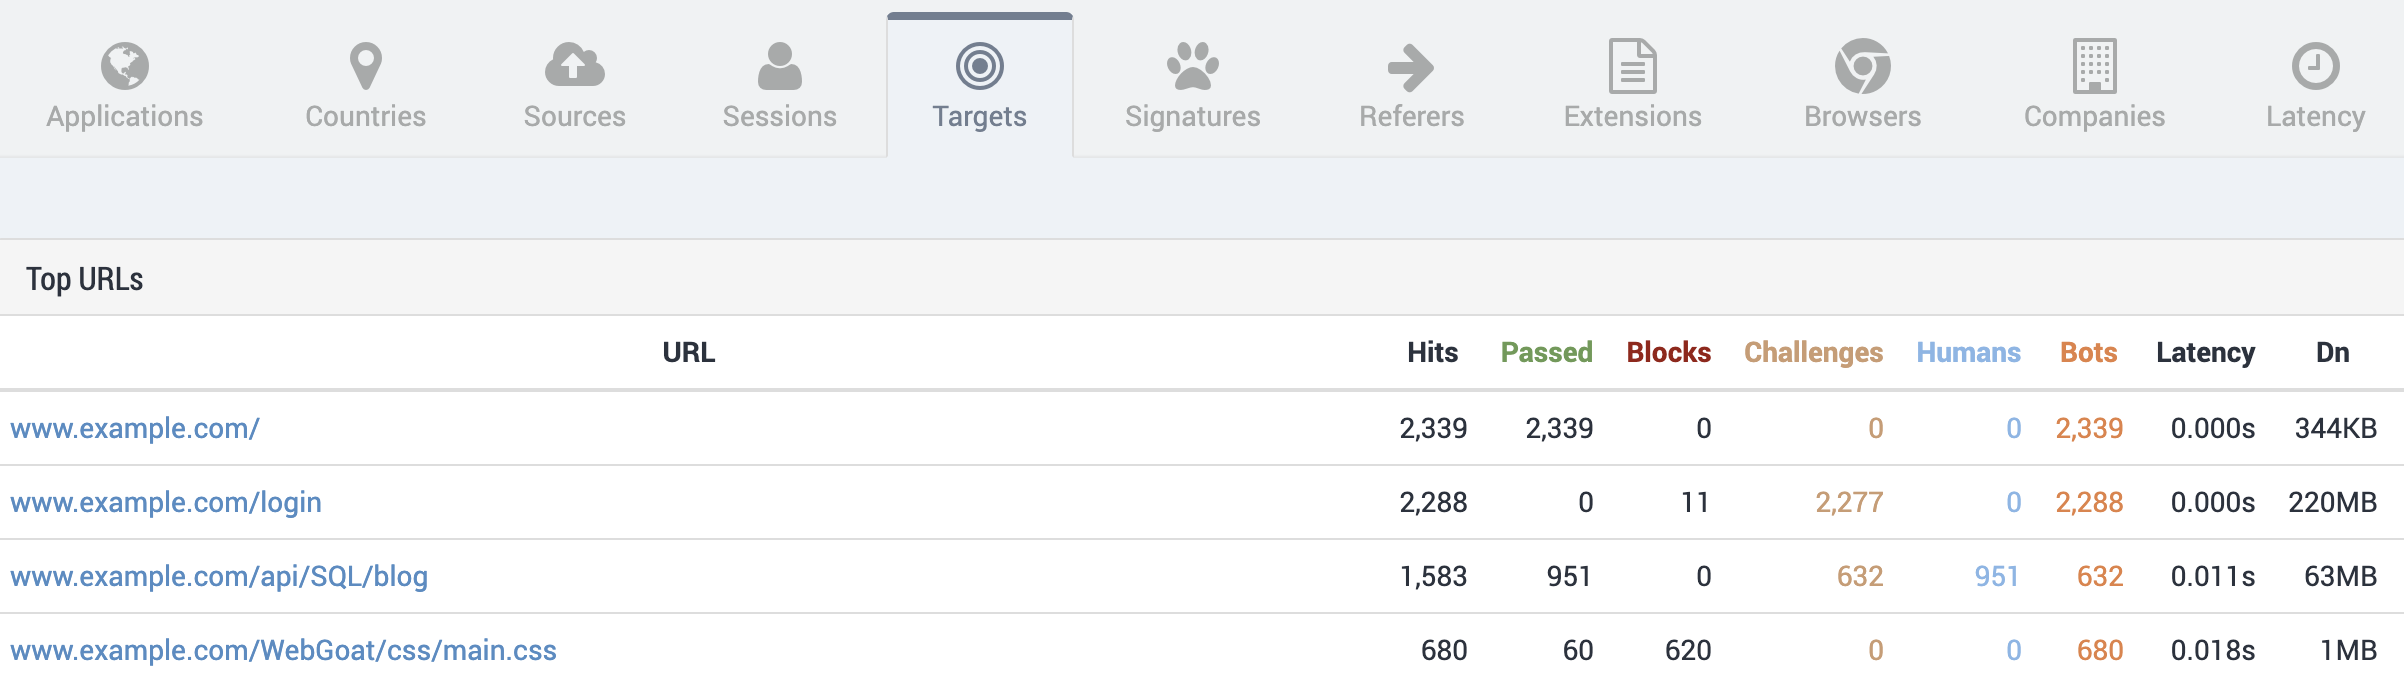 Applications Countries Sources Sessions Targets Signatures Referers Extensions Browsers Companies Latency
Top URLs
URL Hits Passed Blocks Challenges Humans Bots Latency Dn
www.example.com/ 2,339 2,339 0 0 0 2,339 0.000s 344KB
www.example.com/login 2,288 0 11 2,277 0 2,288 0.000s 220MB
www.example.com/api/SQL/blog 1,583 951 0 632 951 632 0.011s 63MB
www.example.com/WebGoat/css/main.css 680 60 620 0 0 680 0.018s 1MB